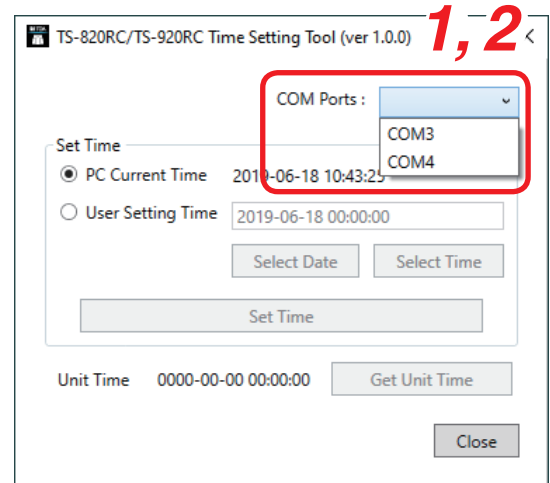 TS-820RC/TS-920RC Time Setting Tool (ver 1.0.0)
1, 2
COM Ports :
COM3
COM4
Set Time
PC Current Time 2019-06-18 10:43:25
User Setting Time 2019-06-18 00:00:00
Select Date Select Time
Set Time
Unit Time 0000-00-00 00:00:00 Get Unit Time
Close